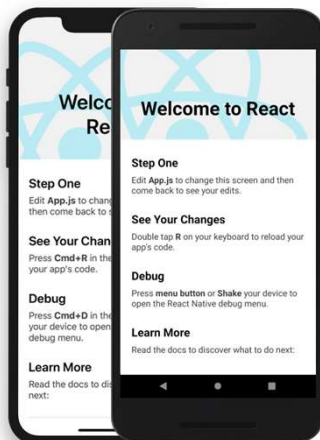 Welco
Re
Step One
Edit App.js to chang
then come back to s
See Your Chan
Press Cmd+R in the
your app's code.
Debug
Press Cmd+D in the
your device to open
debug menu.
Learn More
Read the docs to dis
next:
Welcome to React
Step One
Edit App.js to change this screen and then
come back to see your edits.
See Your Changes
Double tap R on your keyboard to reload your
app's code.
Debug
Press menu button or Shake your device to
open the React Native debug menu.
Learn More
Read the docs to discover what to do next: